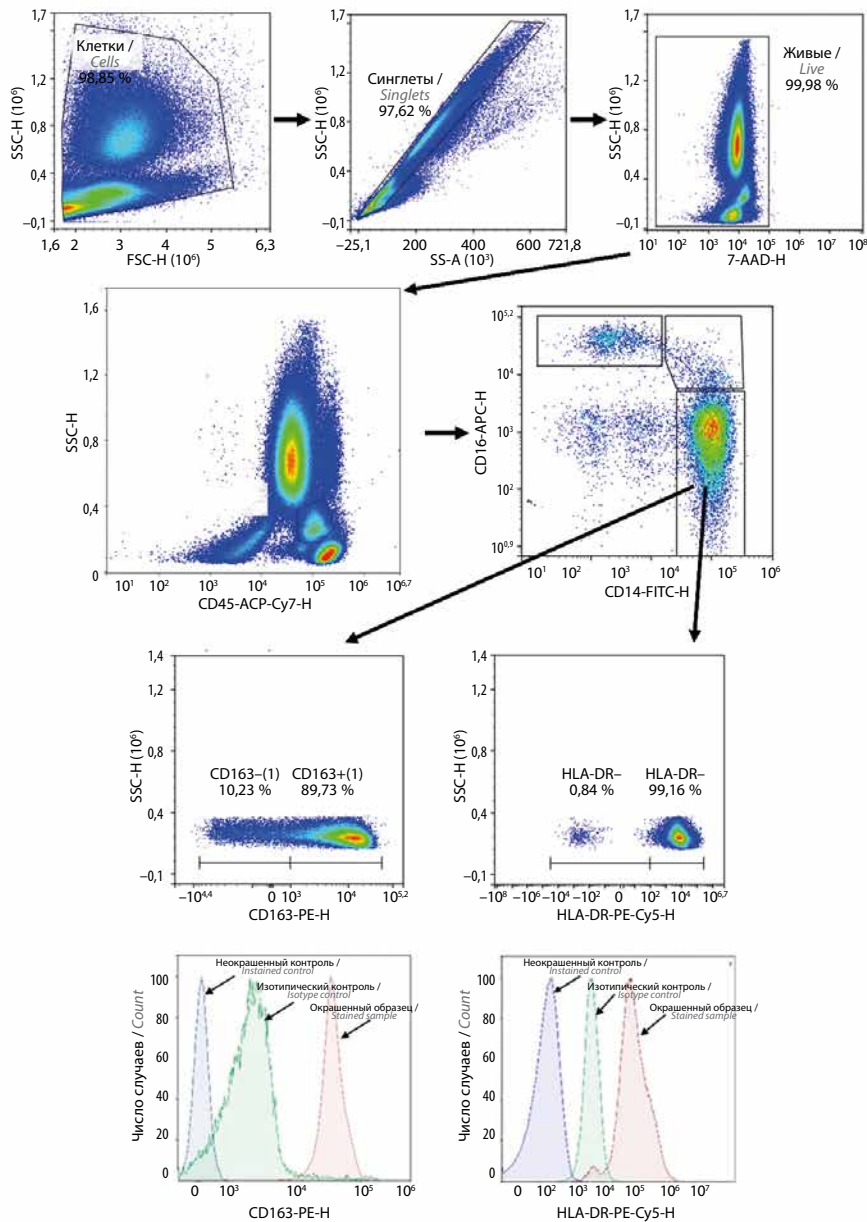 1,7
1,2
0,8
0,4
–0,1
SSC-H (10⁶)
Клетки /
Cells
98,85 %
1,6 2 3 4 5 6,3
FSC-H (10⁶)
1,7
1,2
0,8
0,4
–0,1
SSC-H (10⁶)
Синглеты /
Singlets
97,62 %
–25,1 200 400 600 721,8
SS-A (10³)
1,7
1,2
0,8
0,4
–0,1
SSC-H (10⁶)
Живые /
Live
99,98 %
10¹ 10² 10³ 10⁴ 10⁵ 10⁶ 10⁷ 10⁸
7-AAD-H
1,6
1,2
0,8
0,4
0
SSC-H
10¹ 10² 10³ 10⁴ 10⁵ 10⁶ 10⁶,⁷
CD45-ACP-Cy7-H
10⁵,²
10⁴
10³
10²
10⁰,⁹
CD16-APC-H
10¹ 10² 10³ 10⁴ 10⁵ 10⁶
CD14-FITC-H
1,4
1,2
0,8
0,4
–0,1
SSC-H (10⁶)
CD163–(1) CD163+(1)
10,23 % 89,73 %
–10⁴,⁴ 0 10³ 10⁴ 10⁵,²
CD163-PE-H
1,4
1,2
0,8
0,4
–0,1
SSC-H (10⁶)
HLA-DR– HLA-DR–
0,84 % 99,16 %
–10⁸ –10⁶ –10⁴ –10² 0 10² 10⁴ 10⁶,⁷
HLA-DR-PE-Cy5-H
100
80
60
40
20
0
Число случаев / Count
Неокрашенный контроль /
Instained control
Изотипический контроль /
Isotype control
Окрашенный образец /
Stained sample
0 10³ 10⁴ 10⁵ 10⁶
CD163-PE-H
100
80
60
40
20
0
Число случаев / Count
Неокрашенный контроль /
Instained control
Изотипический контроль /
Isotype control
Окрашенный образец /
Stained sample
0 10² 10³ 10⁴ 10⁵ 10⁶ 10⁷
HLA-DR-PE-Cy5-H